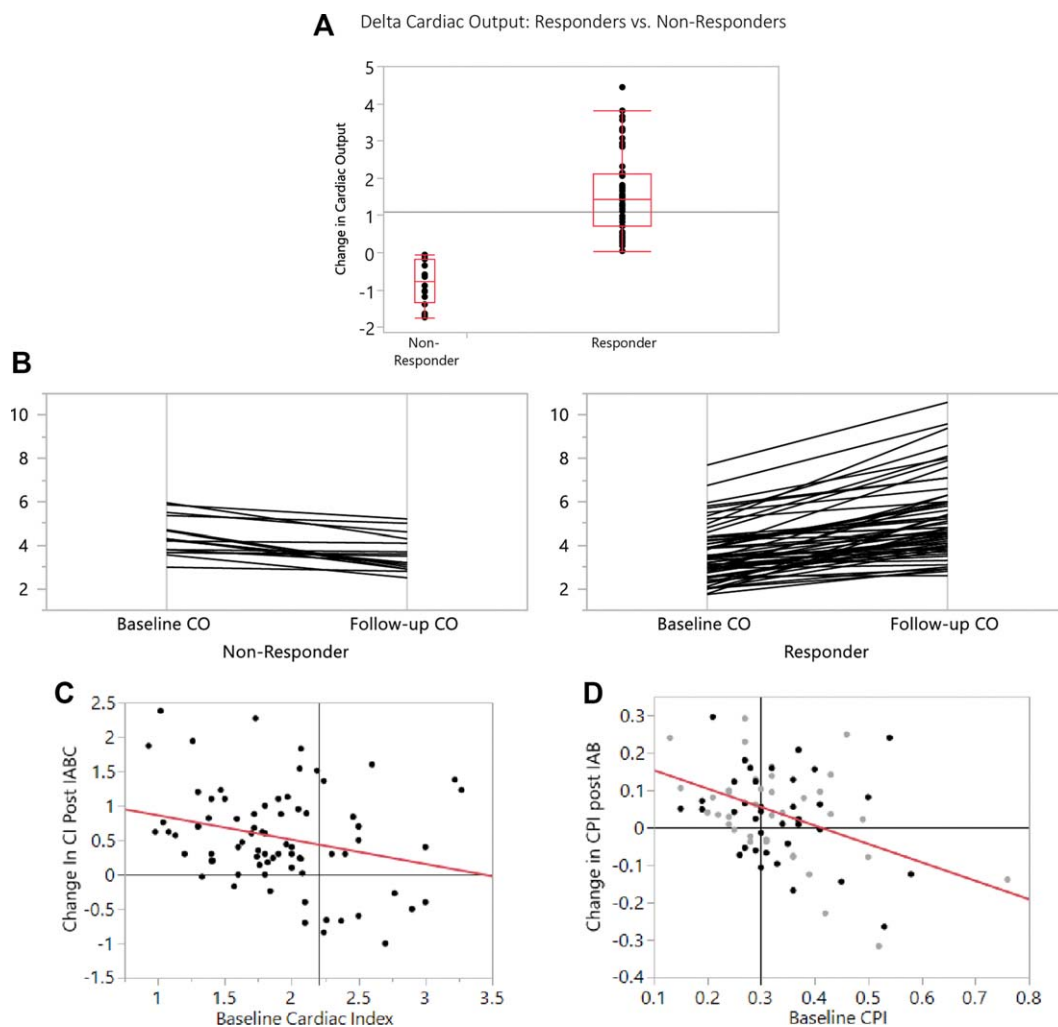 A Delta Cardiac Output: Responders vs. Non-Responders
Change in Cardiac Output
5
4
3
2
1
0
-1
-2
Non-
Responder
Responder
B
10
8
6
4
2
Baseline CO
Follow-up CO
Non-Responder
10
8
6
4
2
Baseline CO
Follow-up CO
Responder
C
Change In CI Post IABC
2.5
2
1.5
1
0.5
0
-0.5
-1
-1.5
1 1.5 2 2.5 3 3.5
Baseline Cardiac Index
D
Change in CPI post IAB
0.3
0.2
0.1
0
-0.1
-0.2
-0.3
-0.4
0.1 0.2 0.3 0.4 0.5 0.6 0.7 0.8
Baseline CPI